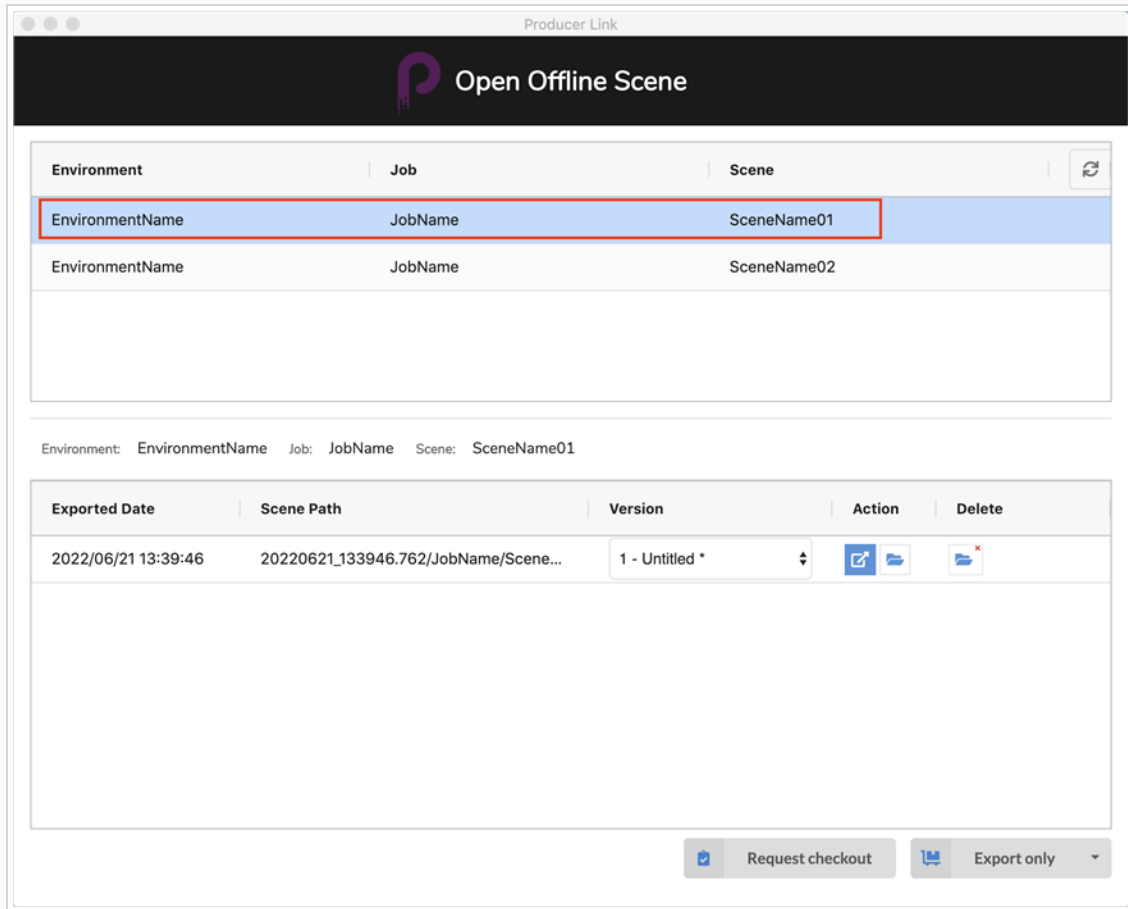 Producer Link
Open Offline Scene
Environment Job Scene
EnvironmentName JobName SceneName01
EnvironmentName JobName SceneName02
Environment: EnvironmentName Job: JobName Scene: SceneName01
Exported Date Scene Path Version Action Delete
2022/06/21 13:39:46 20220621_133946.762/JobName/Scene... 1 - Untitled *
Request checkout Export only